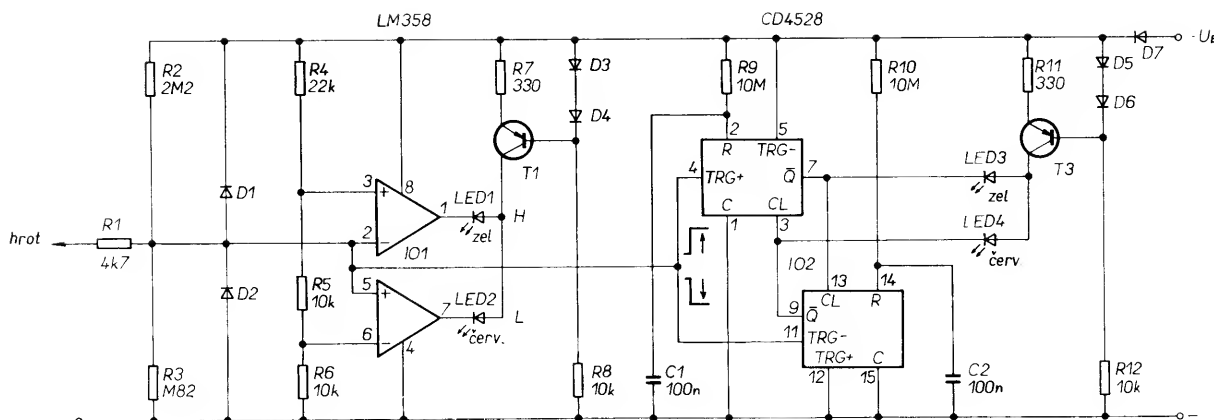 LM358
CD4528
R2
2M2
R4
22k
R7
330
D3
D4
R9
10M
R10
10M
R11
330
D5
D6
D7
T1
T3
D1
D2
hrot
R1
4k7
3
+
8
1
2
-
IO1
LED1
zel
H
5
+
6
-
7
4
LED2
červ.
L
R5
10k
R6
10k
R3
M82
R8
10k
C1
100n
2
5
R
TRG-
4
TRG+
Q̅
7
C
CL
1
3
IO2
LED3
zel
LED4
červ
13
14
CL
R
9
Q̅
11
TRG-
TRG+
C
12
15
C2
100n
R12
10k
-